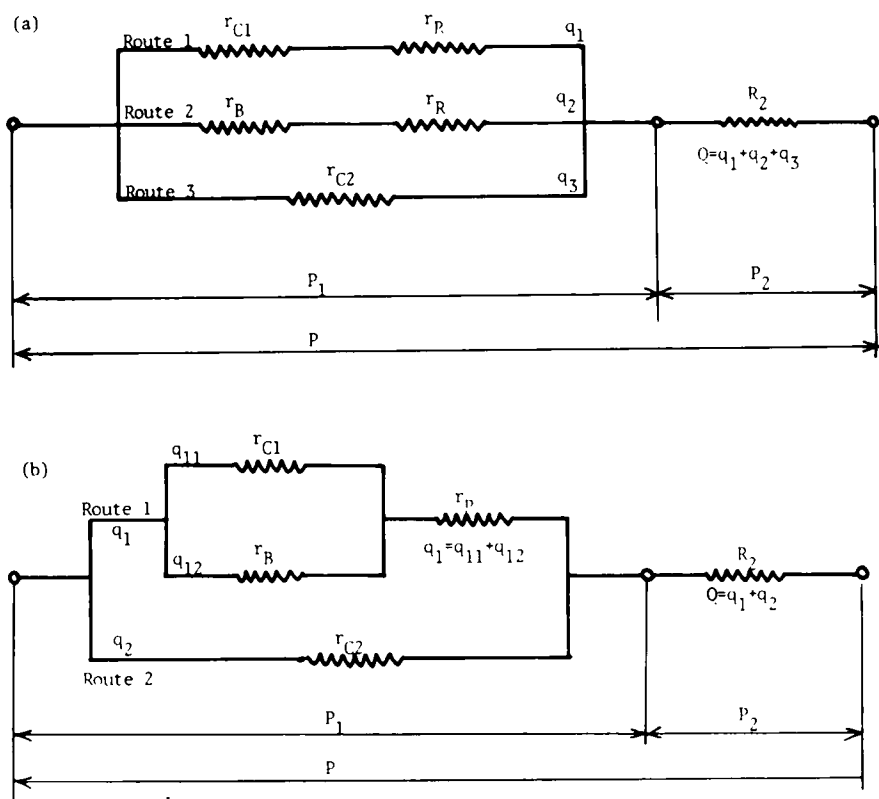 (a)
r_C1 r_R q_1
Route 1
r_B r_R q_2
Route 2
R_2
Q=q_1+q_2+q_3
r_C2 q_3
Route 3
P_1 P_2
P
(b)
q_11 r_C1
Route 1
q_1
q_1=q_11+q_12
q_12 r_B
R_2
Q=q_1+q_2
q_2 r_C2
Route 2
P_1 P_2
P